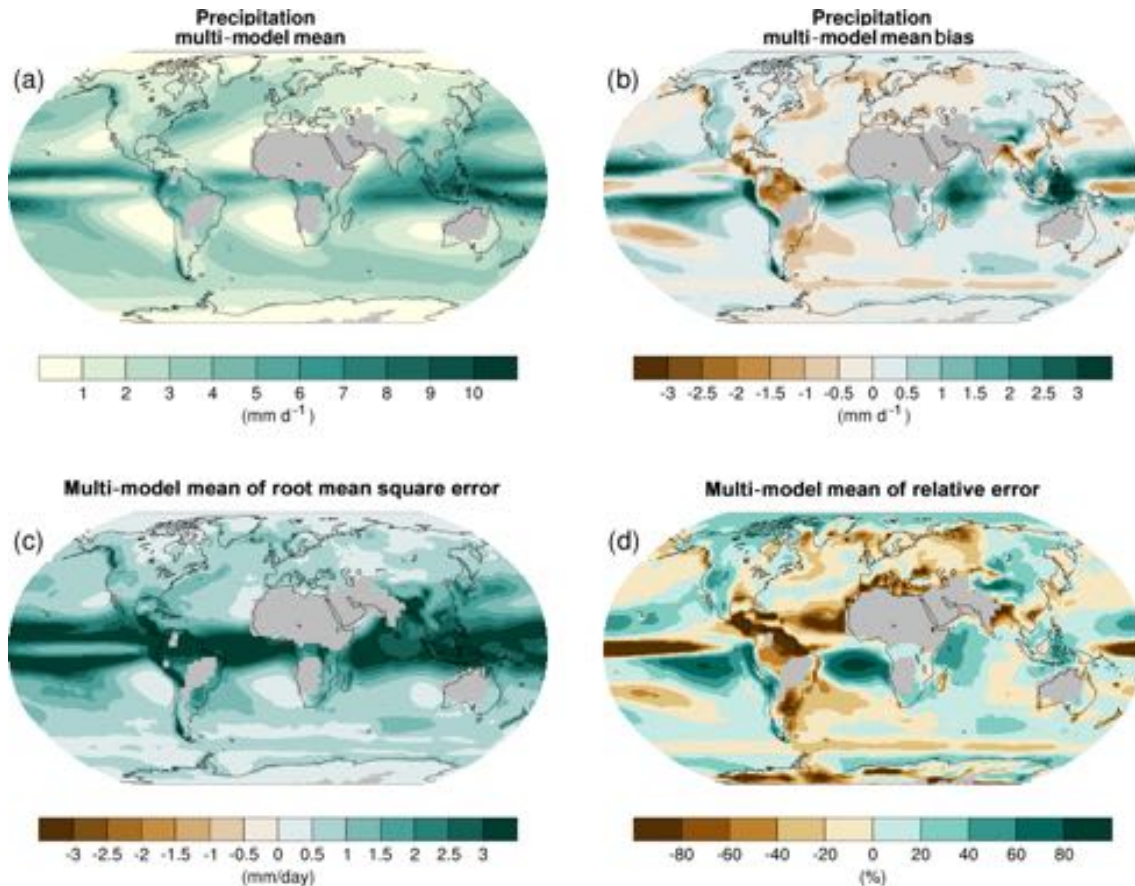 Precipitation
multi-model mean
(a)
1 2 3 4 5 6 7 8 9 10
(mm d⁻¹)
Precipitation
multi-model mean bias
(b)
-3 -2.5 -2 -1.5 -1 -0.5 0 0.5 1 1.5 2 2.5 3
(mm d⁻¹)
Multi-model mean of root mean square error
(c)
-3 -2.5 -2 -1.5 -1 -0.5 0 0.5 1 1.5 2 2.5 3
(mm/day)
Multi-model mean of relative error
(d)
-80 -60 -40 -20 0 20 40 60 80
(%)